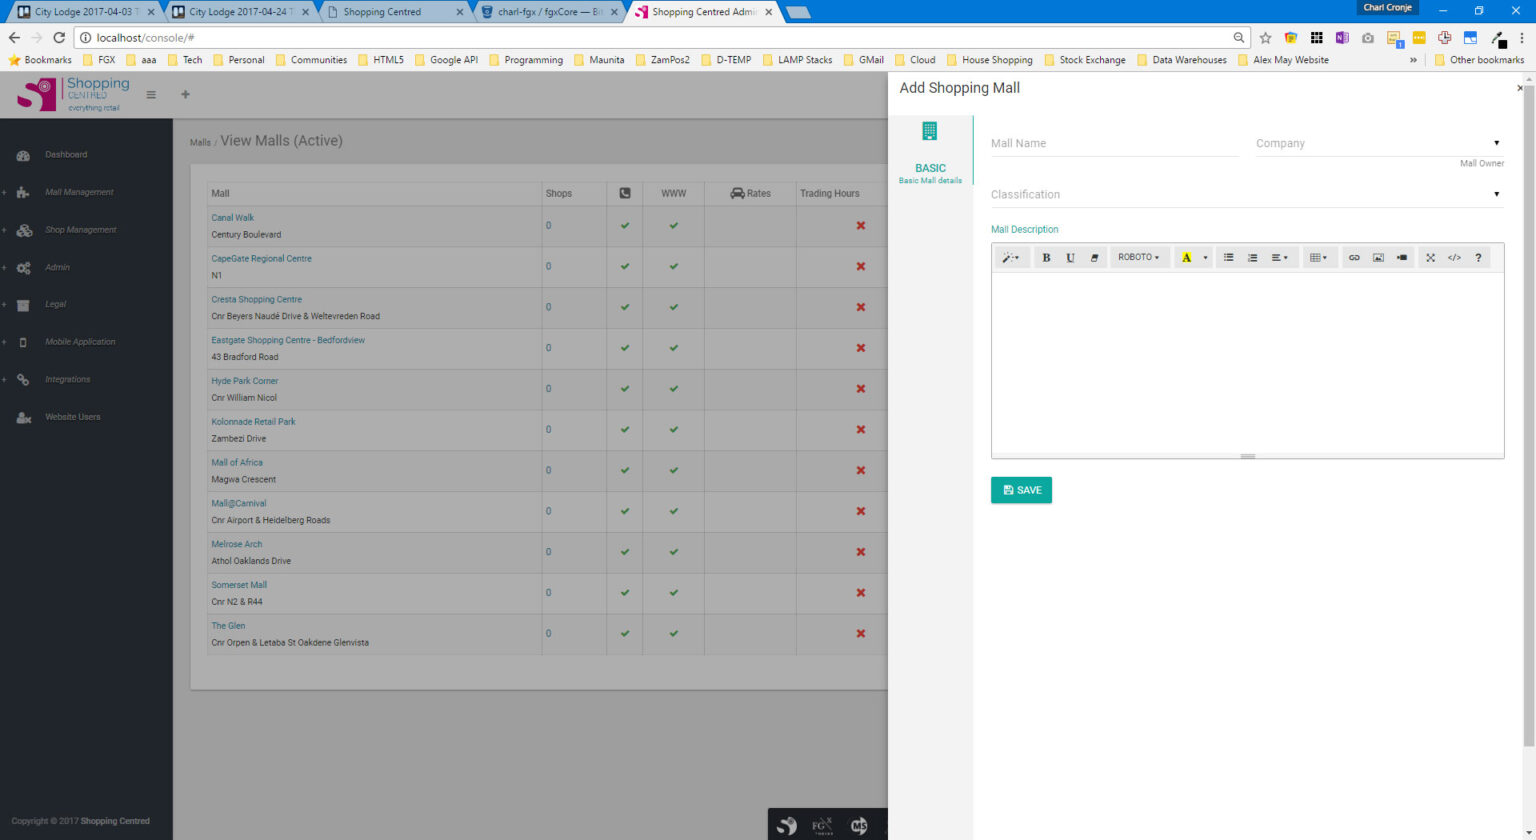 City Lodge 2017-04-03 T
City Lodge 2017-04-24 T
Shopping Centred
charl-fgx / fgxCore — Bit
Shopping Centred Admi
Charl Cronje
localhost/console/#
Bookmarks FGX aaa Tech Personal Communities HTML5 Google API Programming Maunita ZamPos2 D-TEMP LAMP Stacks GMail Cloud House Shopping Stock Exchange Data Warehouses Alex May Website » Other bookmarks
Shopping
CENTRED
everything retail
Dashboard
Mall Management
Shop Management
Admin
Legal
Mobile Application
Integrations
Website Users
Copyright © 2017 Shopping Centred
Malls / View Malls (Active)
Mall Shops WWW Rates Trading Hours
Canal Walk 0
Century Boulevard
CapeGate Regional Centre 0
N1
Cresta Shopping Centre 0
Cnr Beyers Naudé Drive & Weltevreden Road
Eastgate Shopping Centre - Bedfordview 0
43 Bradford Road
Hyde Park Corner 0
Cnr William Nicol
Kolonnade Retail Park 0
Zambezi Drive
Mall of Africa 0
Magwa Crescent
Mall@Carnival 0
Cnr Airport & Heidelberg Roads
Melrose Arch 0
Athol Oaklands Drive
Somerset Mall 0
Cnr N2 & R44
The Glen 0
Cnr Orpen & Letaba St Oakdene Glenvista
Add Shopping Mall
BASIC
Basic Mall details
Mall Name
Company
Mall Owner
Classification
Mall Description
B U ROBOTO A </> ?
SAVE